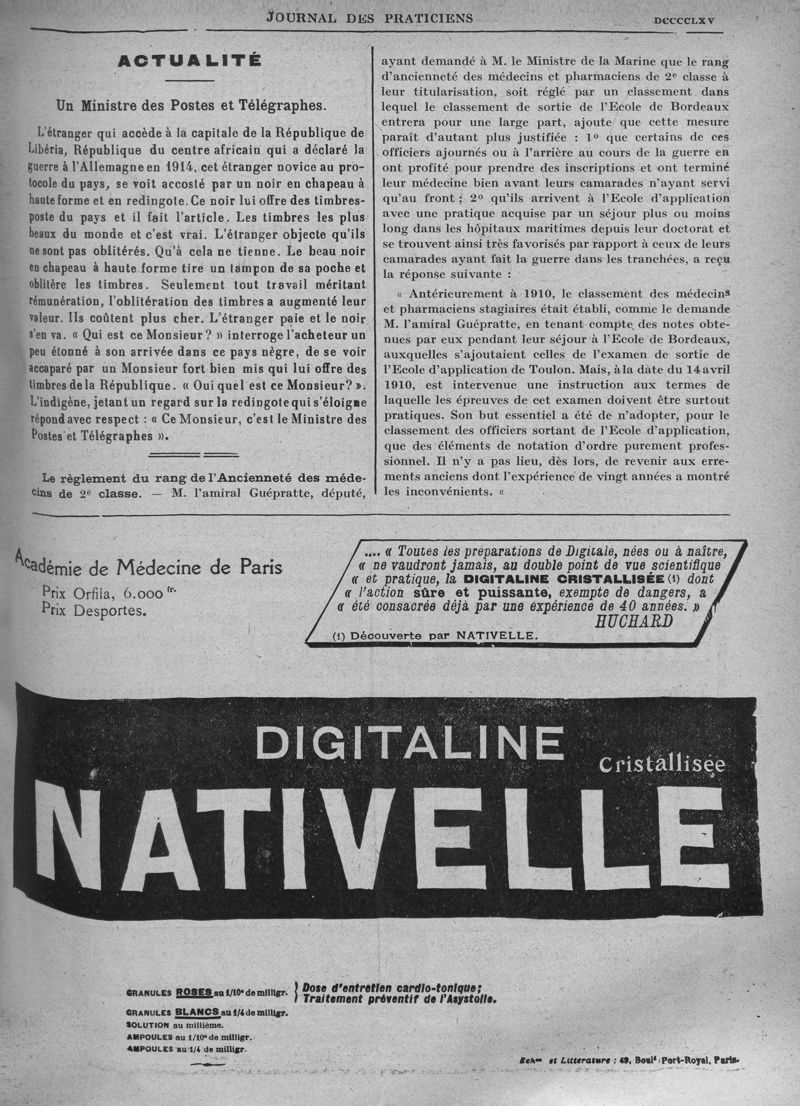 JOURNAL DES PRATICIENS
DCCCCLXV
ACTUALITÉ
Un Ministre des Postes et Télégraphes.
L'étranger qui accède à la capitale de la République de
Libéria, République du centre africain qui a déclaré la
guerre à l'Allemagne en 1914, cet étranger novice au pro-
tocole du pays, se voit accosté par un noir en chapeau à
haute forme et en redingote. Ce noir lui offre des timbres-
poste du pays et il fait l'article. Les timbres les plus
beaux du monde et c'est vrai. L'étranger objecte qu'ils
ne sont pas oblitérés. Qu'à cela ne tienne. Le beau noir
en chapeau à haute forme tire un tampon de sa poche et
oblitère les timbres. Seulement tout travail méritant
rémunération, l'oblitération des timbres a augmenté leur
valeur. Ils coûtent plus cher. L'étranger paie et le noir
s'en va. « Qui est ce Monsieur ? » interroge l'acheteur un
peu étonné à son arrivée dans ce pays nègre, de se voir
accaparé par un Monsieur fort bien mis qui lui offre des
timbres de la République. « Oui quel est ce Monsieur? ».
L'indigène, jetant un regard sur la redingote qui s'éloigne
répond avec respect : « Ce Monsieur, c'est le Ministre des
Postes et Télégraphes ».
Le règlement du rang de l'Ancienneté des méde-
cins de 2e classe. — M. l'amiral Guépratte, député,
ayant demandé à M. le Ministre de la Marine que le rang
d'ancienneté des médecins et pharmaciens de 2e classe à
leur titularisation, soit réglé par un classement dans
lequel le classement de sortie de l'Ecole de Bordeaux
entrera pour une large part, ajoute que cette mesure
paraît d'autant plus justifiée : 1o que certains de ces
officiers ajournés ou à l'arrière au cours de la guerre en
ont profité pour prendre des inscriptions et ont terminé
leur médecine bien avant leurs camarades n'ayant servi
qu'au front ; 2o qu'ils arrivent à l'Ecole d'application
avec une pratique acquise par un séjour plus ou moins
long dans les hôpitaux maritimes depuis leur doctorat et
se trouvent ainsi très favorisés par rapport à ceux de leurs
camarades ayant fait la guerre dans les tranchées, a reçu
la réponse suivante :
« Antérieurement à 1910, le classement des médecins
et pharmaciens stagiaires était établi, comme le demande
M. l'amiral Guépratte, en tenant compte des notes obte-
nues par eux pendant leur séjour à l'Ecole de Bordeaux,
auxquelles s'ajoutaient celles de l'examen de sortie de
l'Ecole d'application de Toulon. Mais, à la date du 14 avril
1910, est intervenue une instruction aux termes de
laquelle les épreuves de cet examen doivent être surtout
pratiques. Son but essentiel a été de n'adopter, pour le
classement des officiers sortant de l'Ecole d'application,
que des éléments de notation d'ordre purement profes-
sionnel. Il n'y a pas lieu, dès lors, de revenir aux erre-
ments anciens dont l'expérience de vingt années a montré
les inconvénients. «
Académie de Médecine de Paris
Prix Orfila, 6.000 fr.
Prix Desportes.
.... « Toutes les préparations de Digitale, nées ou à naître,
« ne vaudront jamais, au double point de vue scientifique
« et pratique, la DIGITALINE CRISTALLISÉE (1) dont
« l'action sûre et puissante, exempte de dangers, a
« été consacrée déjà par une expérience de 40 années. »
HUCHARD
(1) Découverte par NATIVELLE.
DIGITALINE
Cristallisée
NATIVELLE
GRANULES ROSES au 1/10e de milligr. } Dose d'entretien cardio-tonique;
Traitement préventif de l'Asystolie.
GRANULES BLANCS au 1/4 de milligr.
SOLUTION au millième.
AMPOULES au 1/10e de milligr.
AMPOULES au 1/4 de milligr.
Echons et Littérature : 49, Bould Port-Royal, Paris.